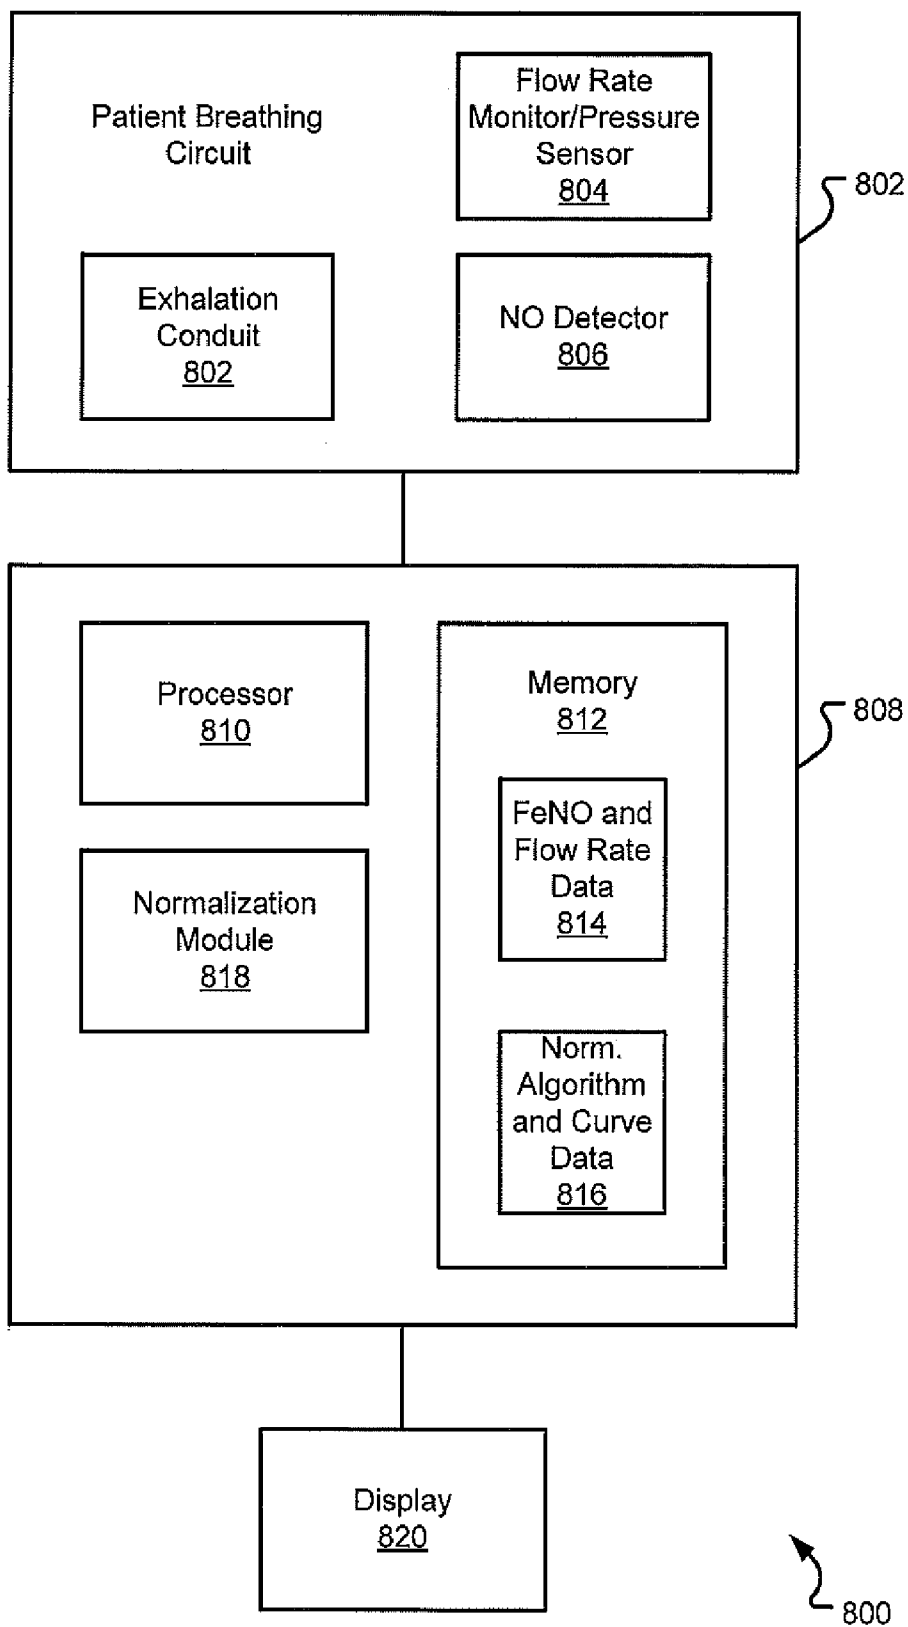 Patient Breathing
Circuit
Flow Rate
Monitor/Pressure
Sensor
804
802
Exhalation
Conduit
802
NO Detector
806
Processor
810
Memory
812
808
FeNO and
Flow Rate
Data
814
Normalization
Module
818
Norm.
Algorithm
and Curve
Data
816
Display
820
800